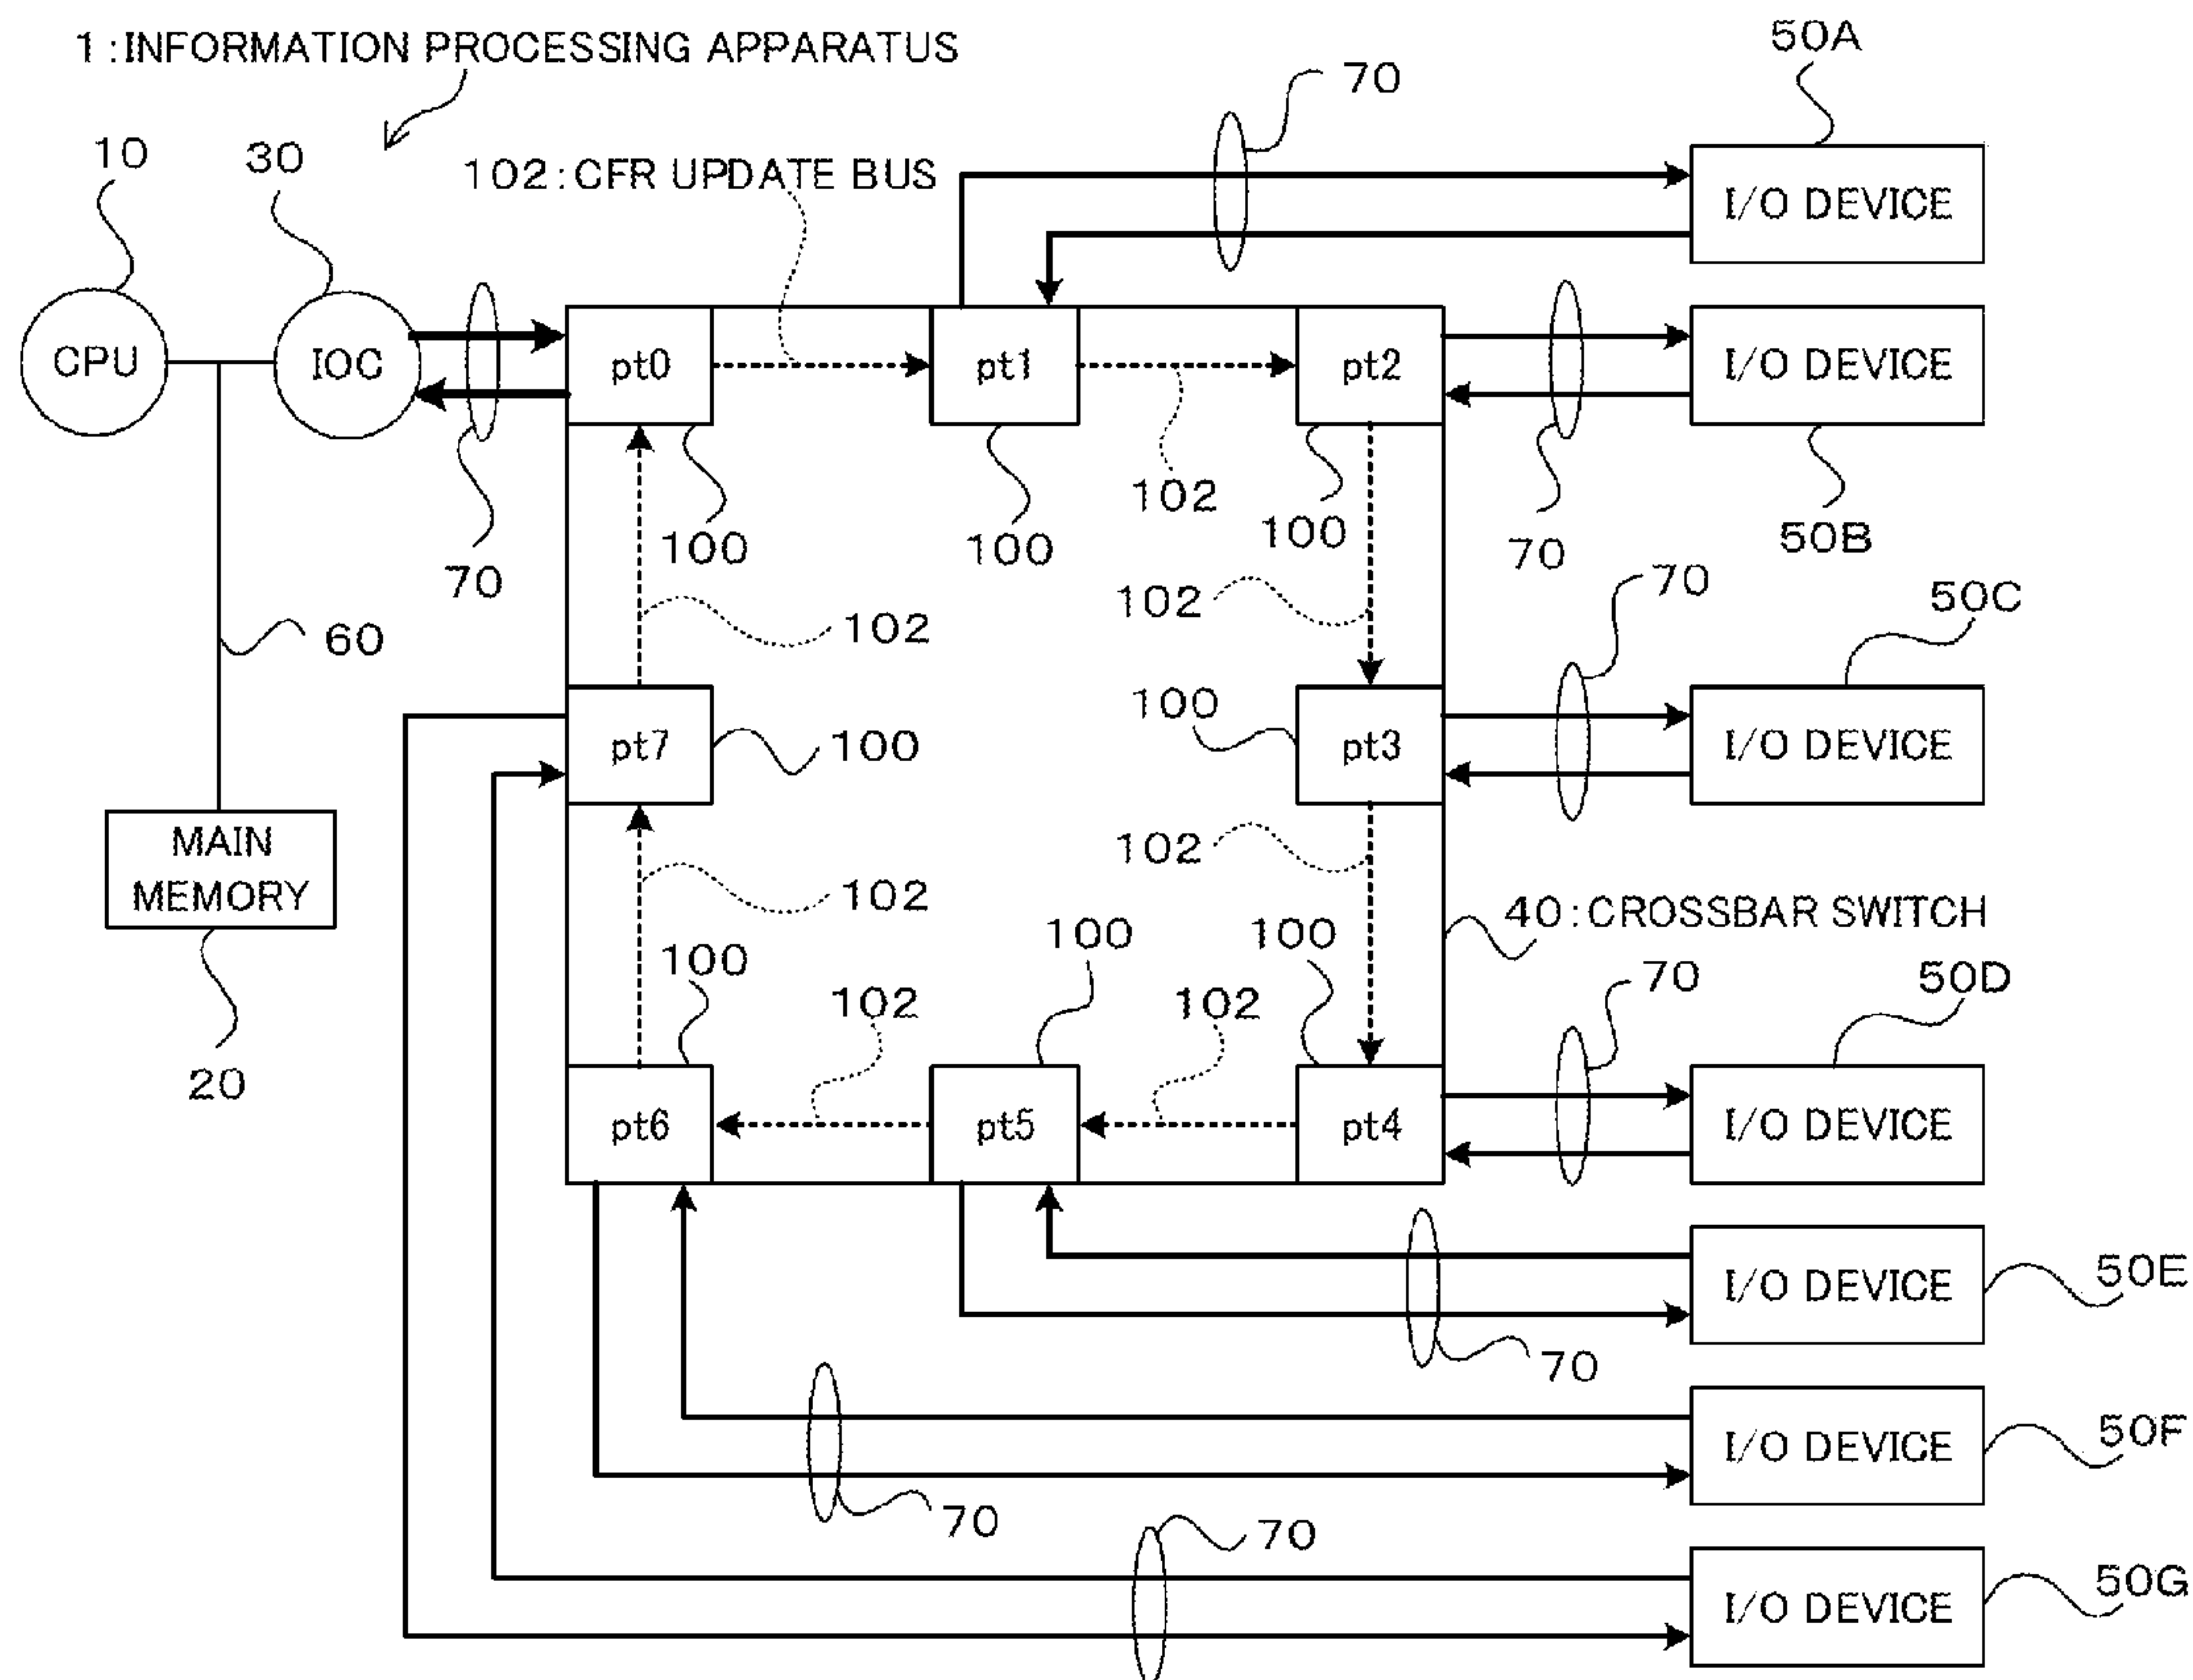 1:INFORMATION PROCESSING APPARATUS
50A
70
10
30
102:CFR UPDATE BUS
I/O DEVICE
CPU
IOC
pt0
pt1
pt2
I/O DEVICE
102
100
100
100
70
70
50B
102
102
70
50C
60
100
pt7
100
pt3
I/O DEVICE
MAIN
MEMORY
102
102
40:CROSSBAR SWITCH
100
100
100
102
102
70
50D
20
pt6
pt5
pt4
I/O DEVICE
I/O DEVICE
50E
70
I/O DEVICE
50F
70
70
I/O DEVICE
50G